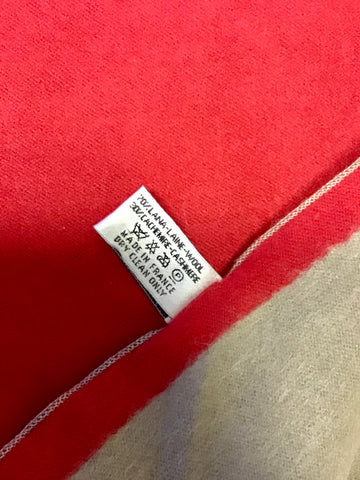 70%LANA-LAINE-WOOL
30%CACHEMIRE-CASHMERE
P
MADE IN FRANCE
DRY CLEAN ONLY